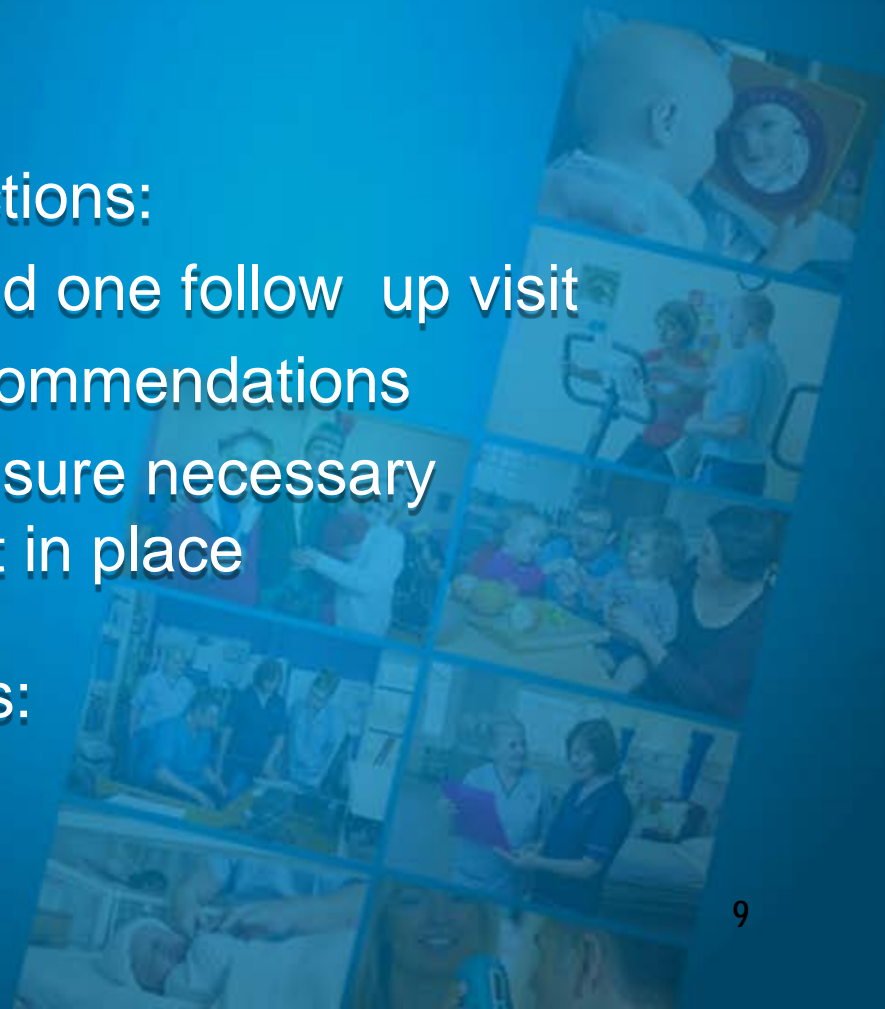 tions:
d one follow  up visit
ommendations
sure necessary
t in place
s:
9